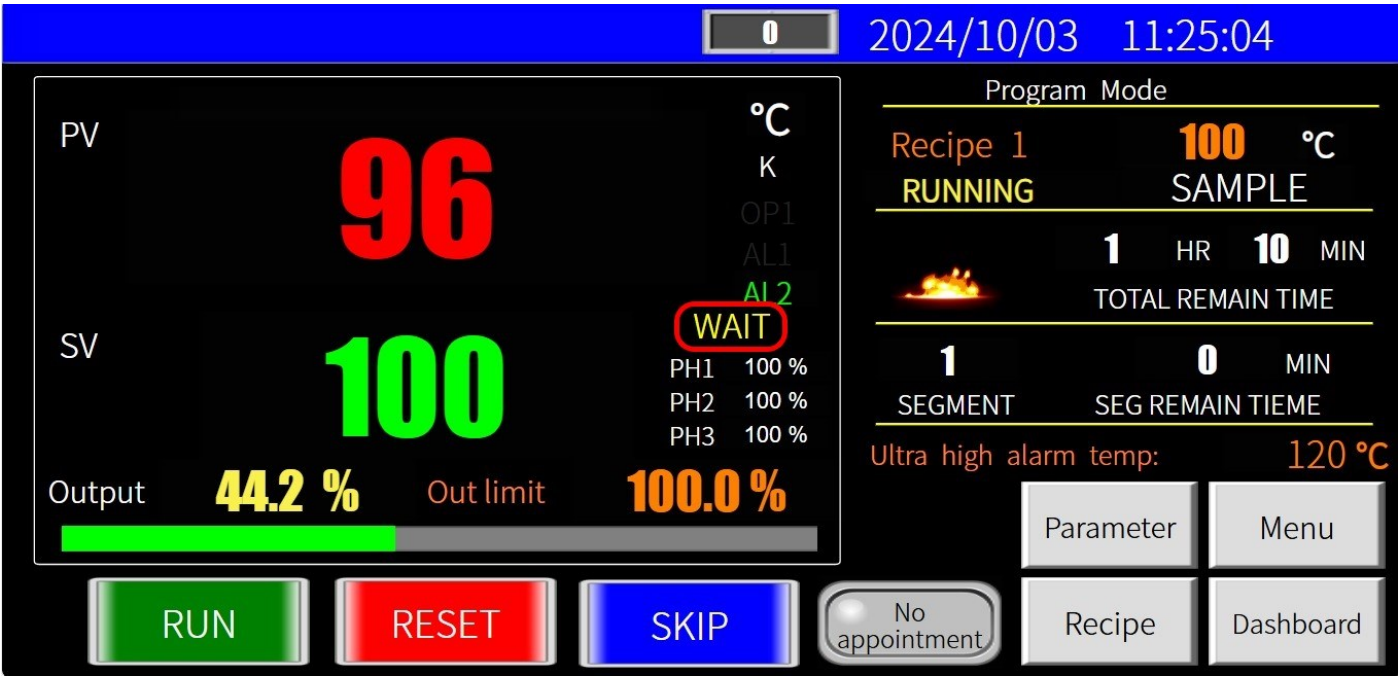 0 2024/10/03 11:25:04
Program Mode
PV 96 °C
K
OP1
AL1
AL2
WAIT
SV 100
PH1 100 %
PH2 100 %
PH3 100 %
Output 44.2 % Out limit 100.0 %
Recipe 1 100 °C
RUNNING SAMPLE
1 HR 10 MIN
TOTAL REMAIN TIME
1 0 MIN
SEGMENT SEG REMAIN TIEME
Ultra high alarm temp: 120 °C
Parameter Menu
RUN RESET SKIP No appointment Recipe Dashboard